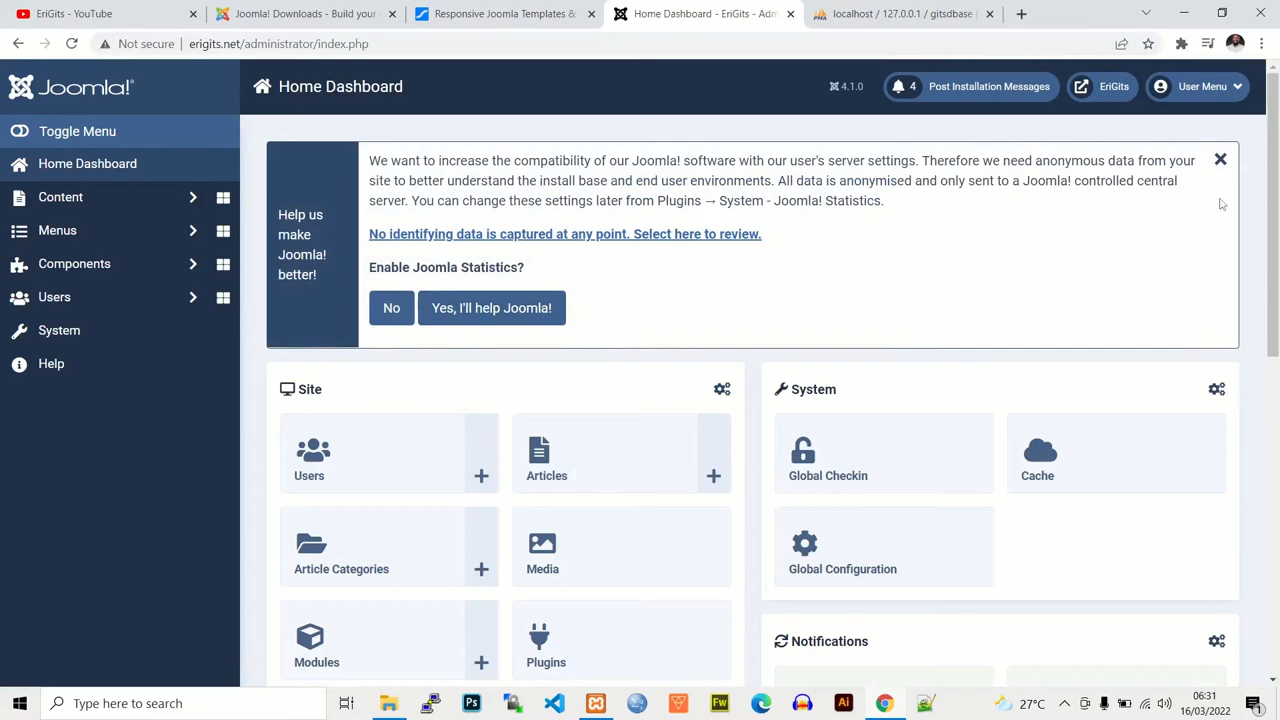 EriGits - YouTube
Joomla! Downloads - Build your
Responsive Joomla Templates &
Home Dashboard - EriGits - Adm
localhost / 127.0.0.1 / gitsdbase |
Not secure | erigits.net/administrator/index.php
Joomla!
Home Dashboard
4.1.0
4 Post Installation Messages
EriGits
User Menu
Toggle Menu
Home Dashboard
Content
Menus
Components
Users
System
Help
Help us
make
Joomla!
better!
We want to increase the compatibility of our Joomla! software with our user's server settings. Therefore we need anonymous data from your
site to better understand the install base and end user environments. All data is anonymised and only sent to a Joomla! controlled central
server. You can change these settings later from Plugins → System - Joomla! Statistics.
No identifying data is captured at any point. Select here to review.
Enable Joomla Statistics?
No
Yes, I'll help Joomla!
Site
Users
Articles
Article Categories
Media
Modules
Plugins
System
Global Checkin
Cache
Global Configuration
Notifications
Type here to search
Ps
Fw
Ai
27°C
06:31
16/03/2022
1